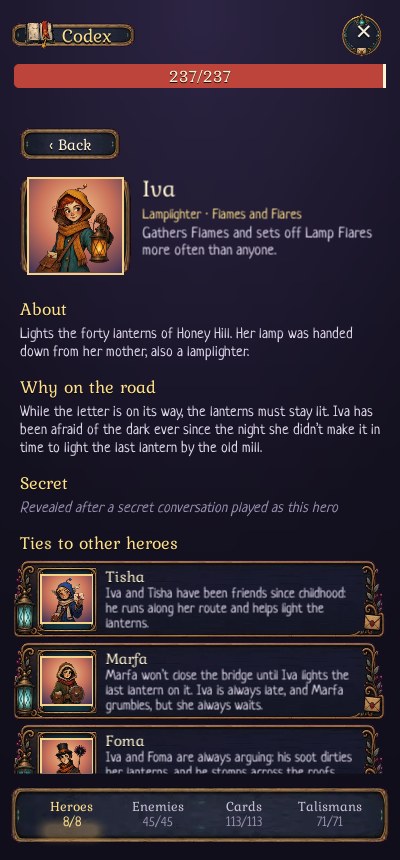 Codex
237/237
‹ Back
Iva
Lamplighter · Flames and Flares
Gathers Flames and sets off Lamp Flares
more often than anyone.
About
Lights the forty lanterns of Honey Hill. Her lamp was handed
down from her mother, also a lamplighter.
Why on the road
While the letter is on its way, the lanterns must stay lit. Iva has
been afraid of the dark ever since the night she didn't make it in
time to light the last lantern by the old mill.
Secret
Revealed after a secret conversation played as this hero
Ties to other heroes
Tisha
Iva and Tisha have been friends since childhood:
he runs along her route and helps light the
lanterns.
Marfa
Marfa won't close the bridge until Iva lights the
last lantern on it. Iva is always late, and Marfa
grumbles, but she always waits.
Foma
Iva and Foma are always arguing: his soot dirties
her lanterns, and he stomps across the roofs
Heroes Enemies Cards Talismans
8/8 45/45 113/113 71/71